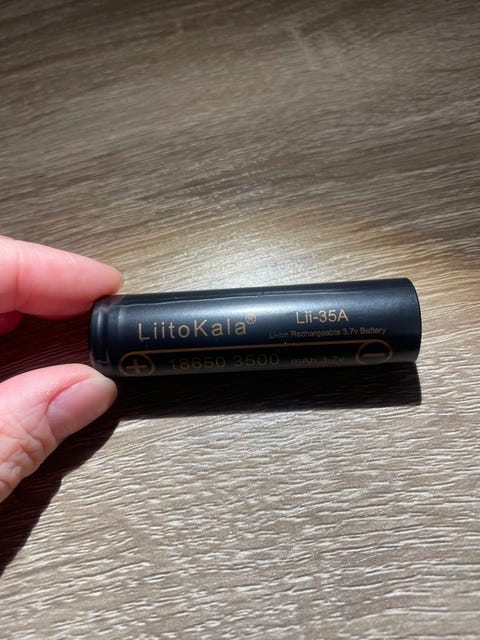 LiitoKala® Lii-35A
Li-ion Rechargeable 3.7v Battery
+ 18650 3500 mAh 3.7v −